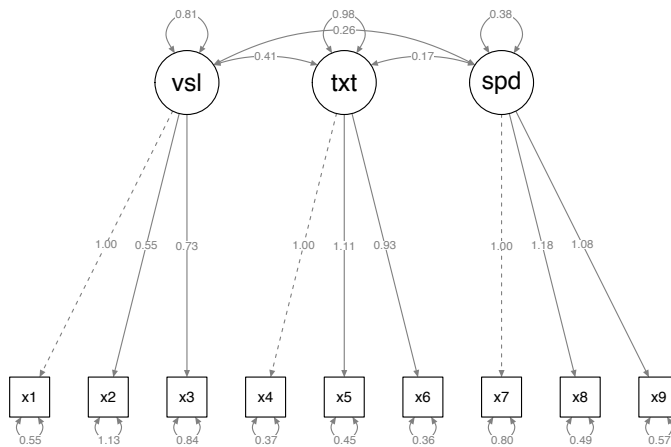 0.81 0.98 0.38
0.26
0.41 0.17
vsl txt spd
1.00 0.55 0.73 1.00 1.11 0.93 1.00 1.18 1.08
x1 x2 x3 x4 x5 x6 x7 x8 x9
0.55 1.13 0.84 0.37 0.45 0.36 0.80 0.49 0.57